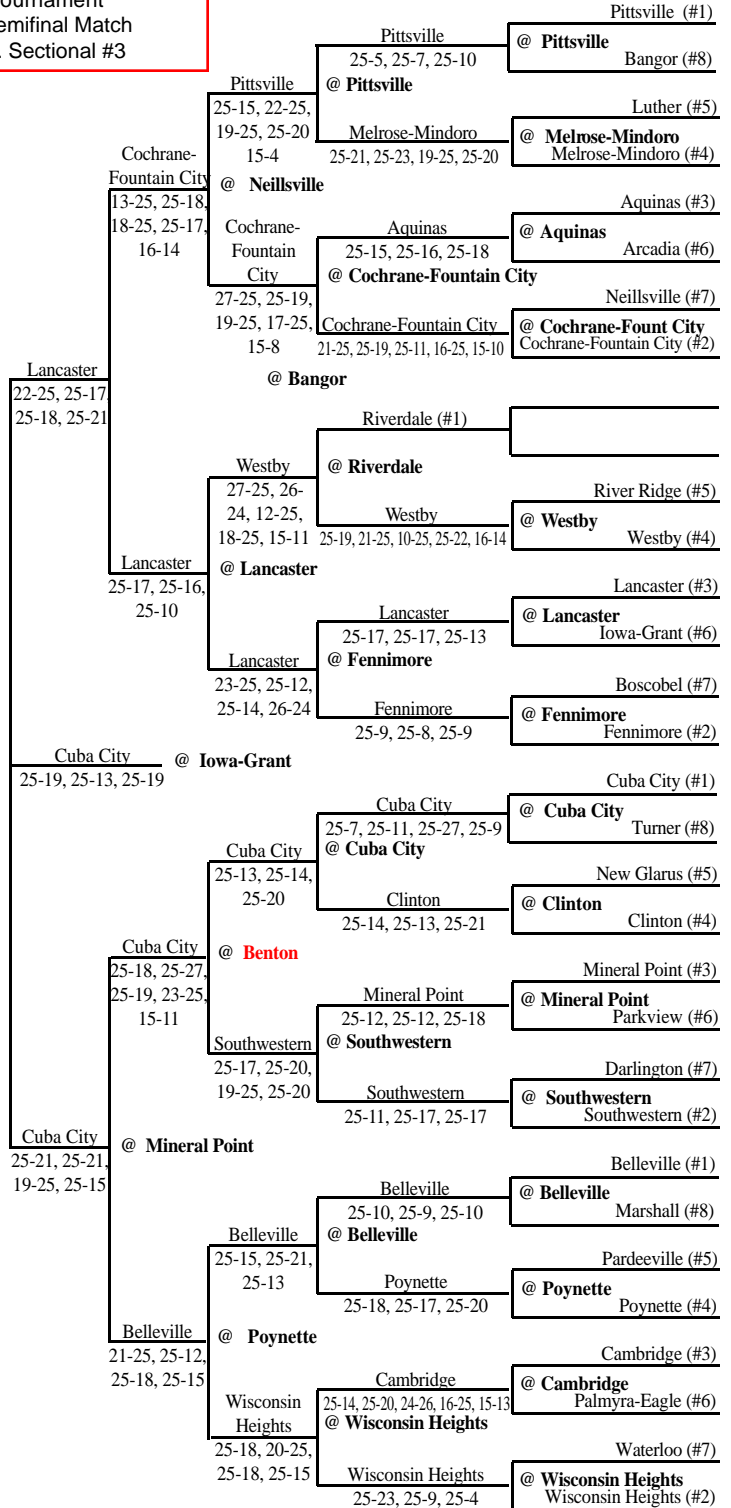 Tournament
Semifinal Match
Sectional #3
Pittsville (#1)
@ Pittsville
Bangor (#8)
Pittsville
25-5, 25-7, 25-10
@ Pittsville
Luther (#5)
@ Melrose-Mindoro
Melrose-Mindoro (#4)
Melrose-Mindoro
25-21, 25-23, 19-25, 25-20
Pittsville
25-15, 22-25,
19-25, 25-20
15-4
@ Neillsville
Aquinas (#3)
@ Aquinas
Arcadia (#6)
Aquinas
25-15, 25-16, 25-18
@ Cochrane-Fountain City
Neillsville (#7)
@ Cochrane-Fount City
Cochrane-Fountain City (#2)
Cochrane-Fountain City
21-25, 25-19, 25-11, 16-25, 15-10
Cochrane-
Fountain
City
27-25, 25-19,
19-25, 17-25,
15-8
Cochrane-
Fountain City
13-25, 25-18,
18-25, 25-17,
16-14
@ Bangor
Lancaster
22-25, 25-17,
25-18, 25-21
Riverdale (#1)
@ Riverdale
River Ridge (#5)
@ Westby
Westby (#4)
Westby
25-19, 21-25, 10-25, 25-22, 16-14
Westby
27-25, 26-
24, 12-25,
18-25, 15-11
@ Lancaster
Lancaster
25-17, 25-16,
25-10
Lancaster (#3)
@ Lancaster
Iowa-Grant (#6)
Lancaster
25-17, 25-17, 25-13
@ Fennimore
Boscobel (#7)
@ Fennimore
Fennimore (#2)
Fennimore
25-9, 25-8, 25-9
Lancaster
23-25, 25-12,
25-14, 26-24
Cuba City
25-19, 25-13, 25-19
@ Iowa-Grant
Cuba City (#1)
@ Cuba City
Turner (#8)
Cuba City
25-7, 25-11, 25-27, 25-9
@ Cuba City
New Glarus (#5)
@ Clinton
Clinton (#4)
Clinton
25-14, 25-13, 25-21
Cuba City
25-13, 25-14,
25-20
@ Benton
Cuba City
25-18, 25-27,
25-19, 23-25,
15-11
Mineral Point (#3)
@ Mineral Point
Parkview (#6)
Mineral Point
25-12, 25-12, 25-18
@ Southwestern
Darlington (#7)
@ Southwestern
Southwestern (#2)
Southwestern
25-11, 25-17, 25-17
Southwestern
25-17, 25-20,
19-25, 25-20
Cuba City
25-21, 25-21,
19-25, 25-15
@ Mineral Point
Belleville (#1)
@ Belleville
Marshall (#8)
Belleville
25-10, 25-9, 25-10
@ Belleville
Pardeeville (#5)
@ Poynette
Poynette (#4)
Poynette
25-18, 25-17, 25-20
Belleville
25-15, 25-21,
25-13
@ Poynette
Belleville
21-25, 25-12,
25-18, 25-15
Cambridge (#3)
@ Cambridge
Palmyra-Eagle (#6)
Cambridge
25-14, 25-20, 24-26, 16-25, 15-13
@ Wisconsin Heights
Waterloo (#7)
@ Wisconsin Heights
Wisconsin Heights (#2)
Wisconsin Heights
25-23, 25-9, 25-4
Wisconsin
Heights
25-18, 20-25,
25-18, 25-15